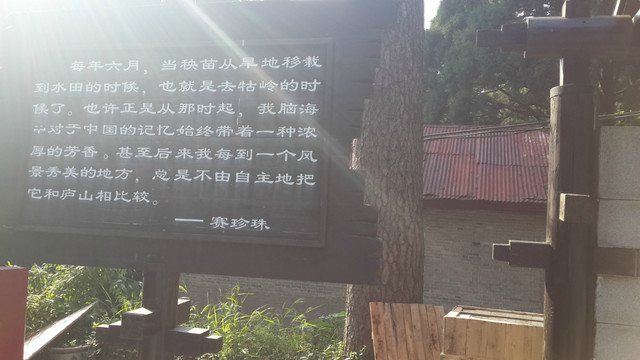 每年六月，当秧苗从旱地移栽
到水田的时候，也就是去牯岭的时
候了。也许正是从那时起，我脑海
中对于中国的记忆始终带着一种浓
厚的芳香。甚至后来我每到一个风
景秀美的地方，总是不由自主地把
它和庐山相比较。
——赛珍珠